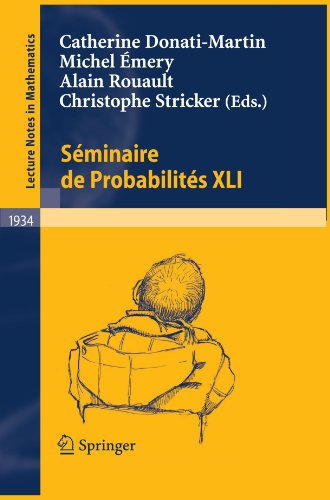 Lecture Notes in Mathematics
1934
Catherine Donati-Martin
Michel Émery
Alain Rouault
Christophe Stricker (Eds.)
Séminaire
de Probabilités XLI
Springer